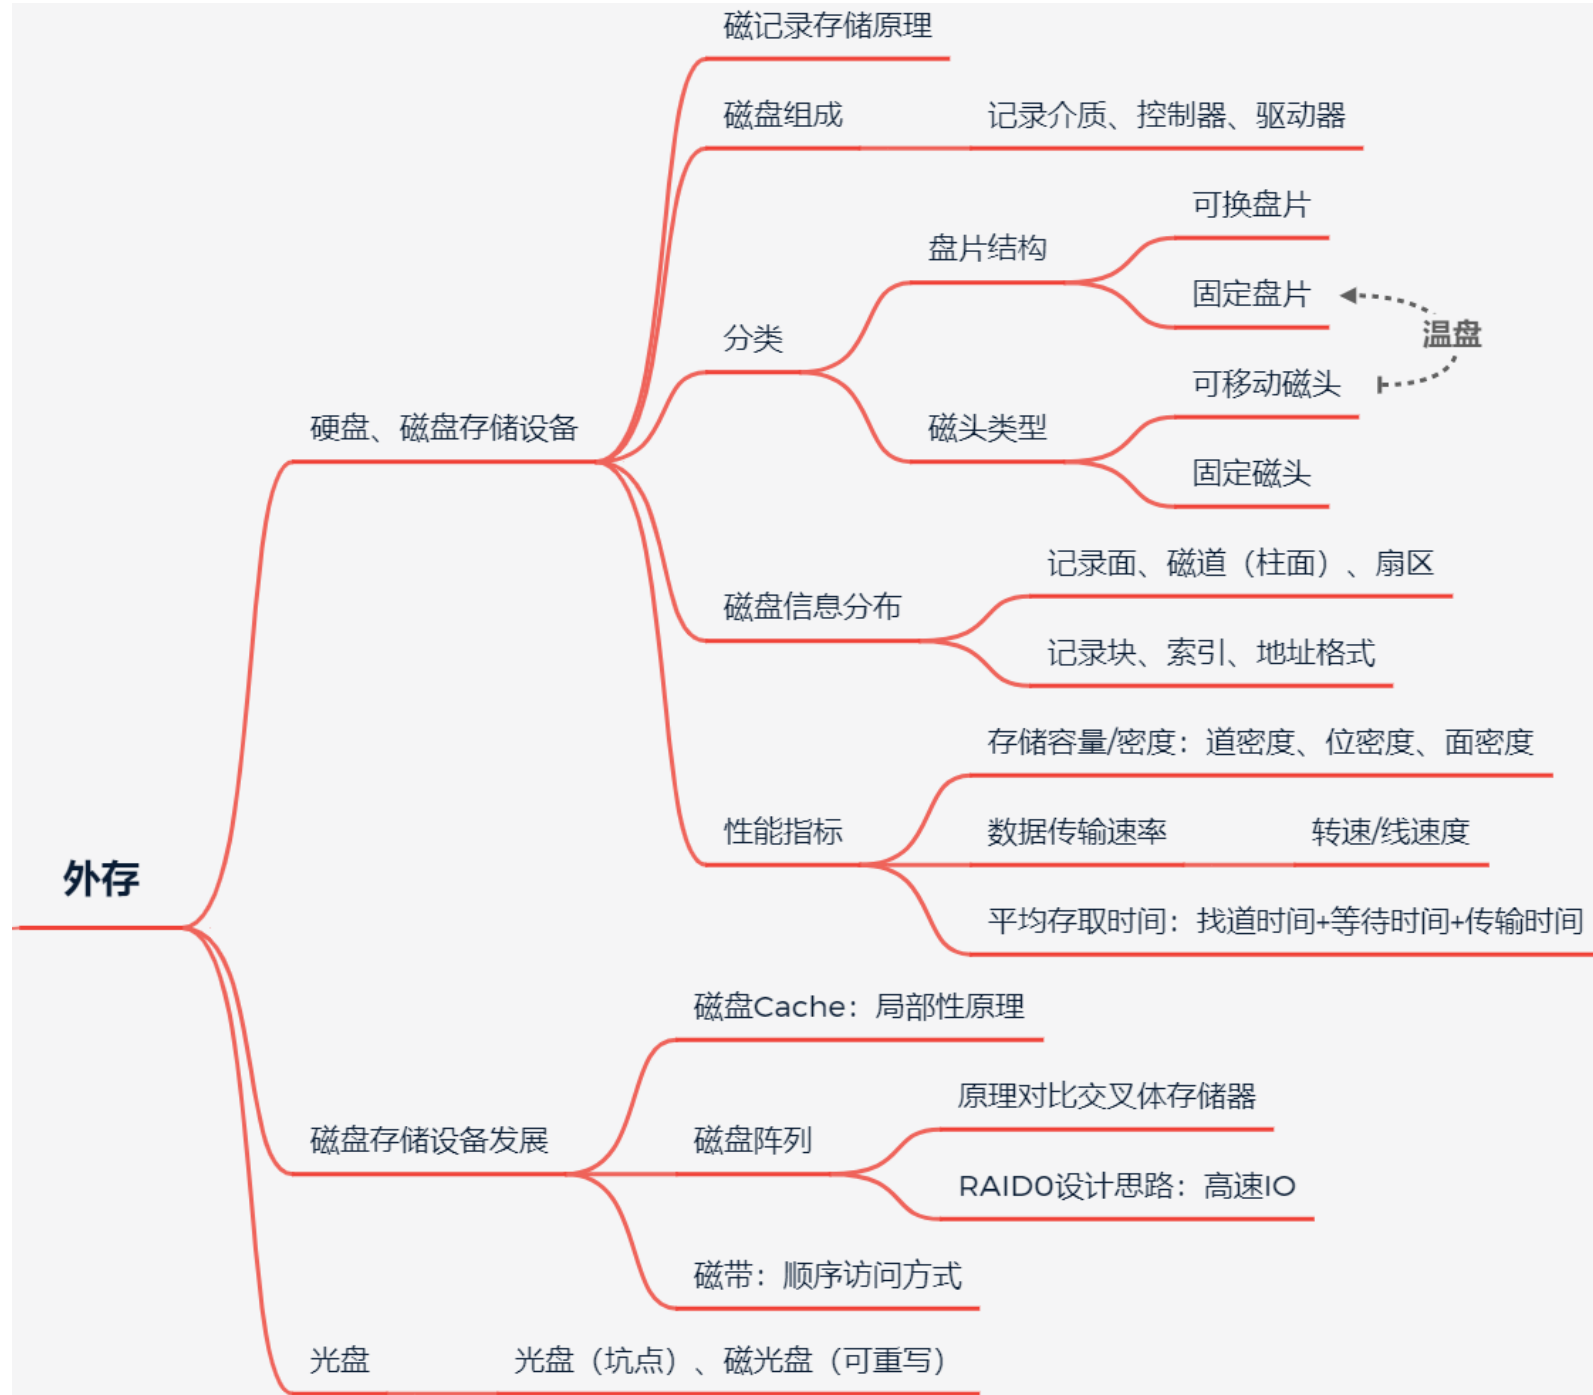 磁记录存储原理
磁盘组成
记录介质、控制器、驱动器
可换盘片
盘片结构
固定盘片
温盘
分类
可移动磁头
硬盘、磁盘存储设备
磁头类型
固定磁头
记录面、磁道（柱面）、扇区
磁盘信息分布
记录块、索引、地址格式
存储容量/密度：道密度、位密度、面密度
性能指标
数据传输速率
转速/线速度
外存
平均存取时间：找道时间+等待时间+传输时间
磁盘Cache：局部性原理
原理对比交叉体存储器
磁盘存储设备发展
磁盘阵列
RAID0设计思路：高速IO
磁带：顺序访问方式
光盘
光盘（坑点）、磁光盘（可重写）